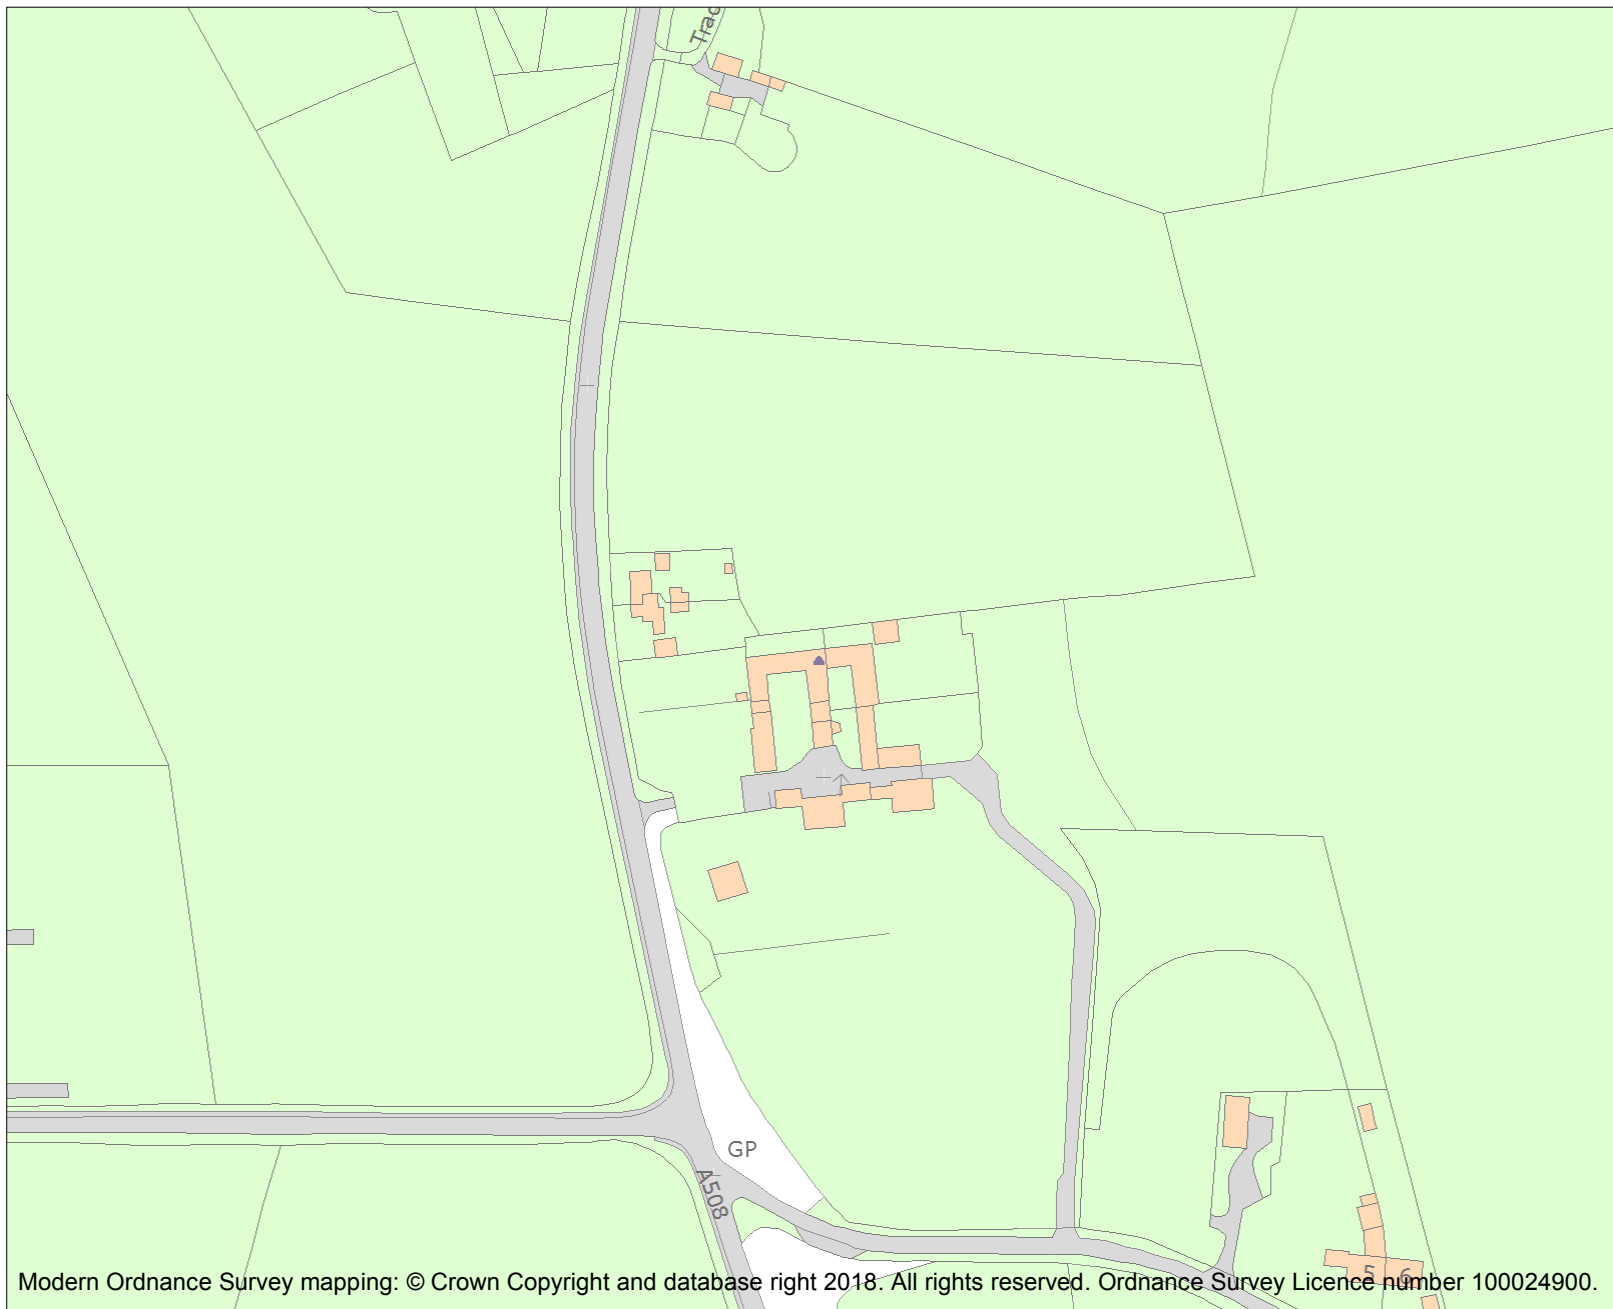 Trac
GP
A508
5 6
Modern Ordnance Survey mapping: © Crown Copyright and database right 2018. All rights reserved. Ordnance Survey Licence number 100024900.